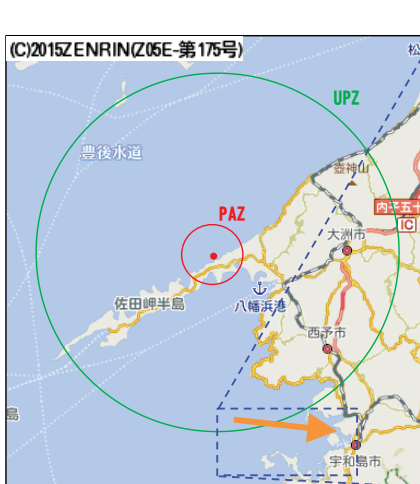 (C)2015ZENRIN(Z05E-第175号)
松
UPZ
豊後水道
壺神山
PAZ
内子五十
IC
大洲市
佐田岬半島
八幡浜港
西予市
島
宇和島市